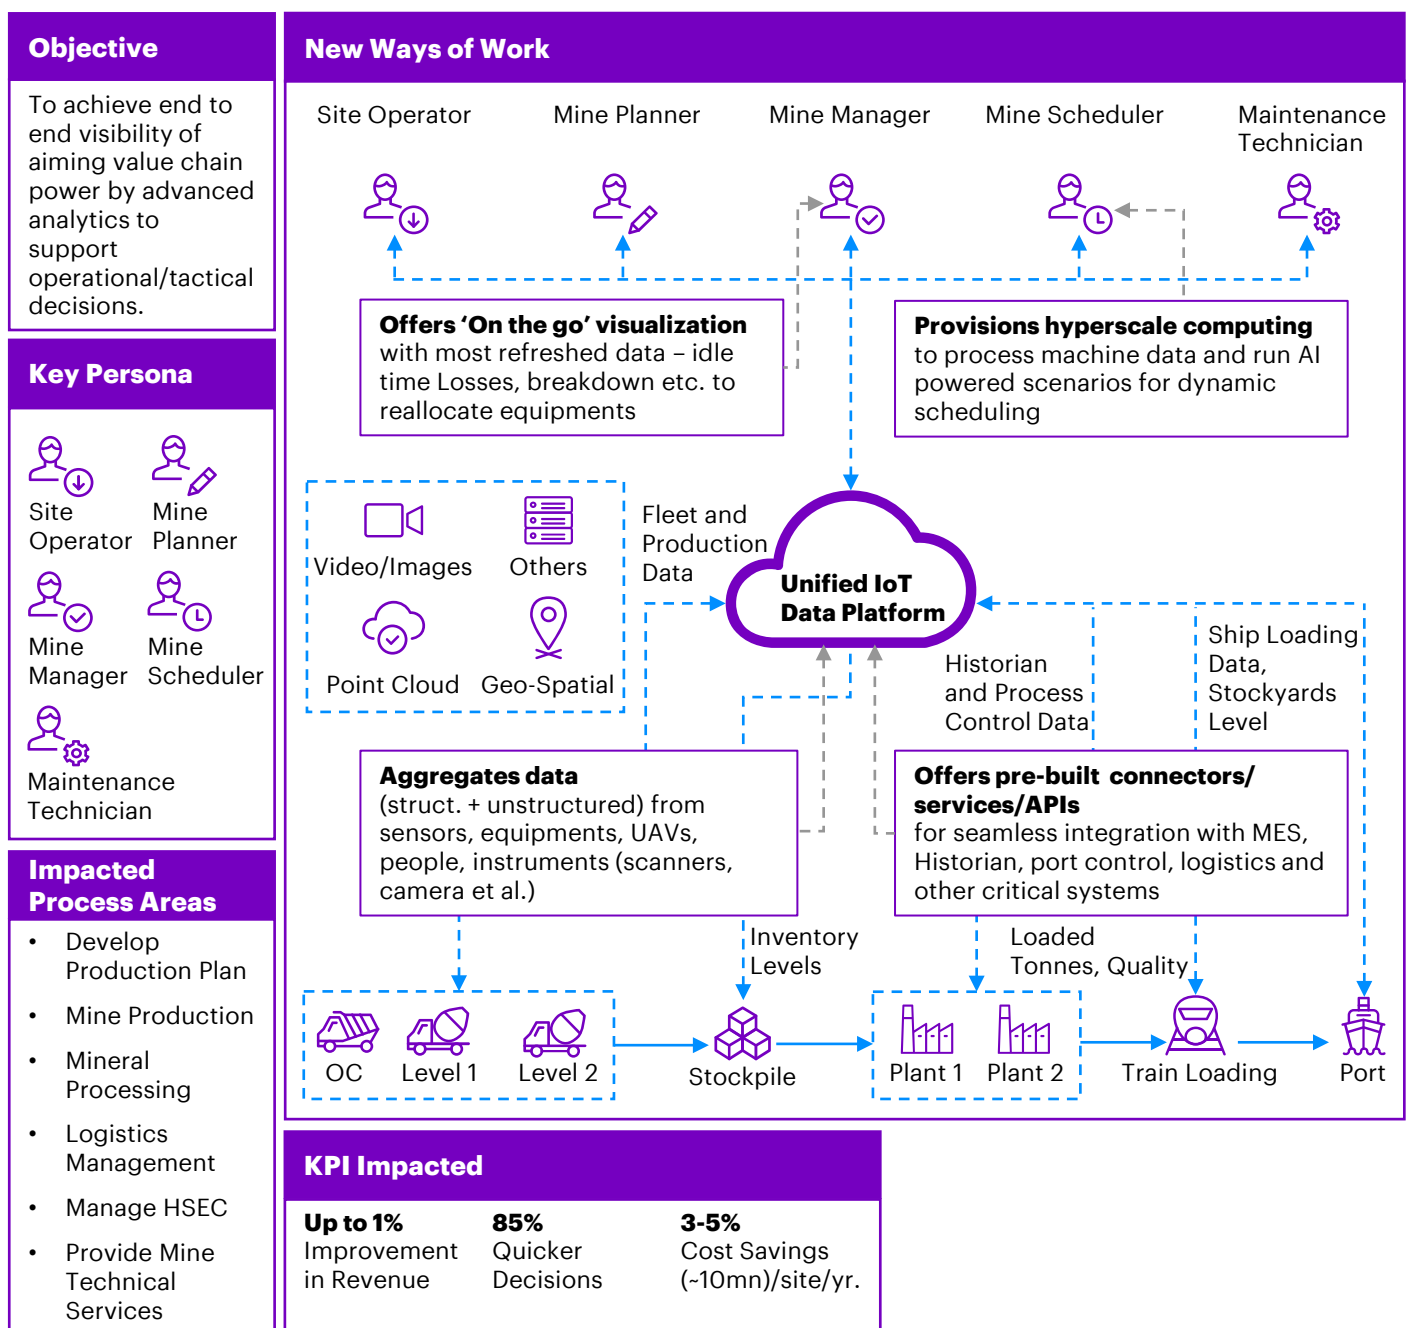 Objective
To achieve end to
end visibility of
aiming value chain
power by advanced
analytics to
support
operational/tactical
decisions.
Key Persona
Site
Operator
Mine
Planner
Mine
Manager
Mine
Scheduler
Maintenance
Technician
Impacted
Process Areas
• Develop
Production Plan
• Mine Production
• Mineral
Processing
• Logistics
Management
• Manage HSEC
• Provide Mine
Technical
Services
New Ways of Work
Site Operator
Mine Planner
Mine Manager
Mine Scheduler
Maintenance
Technician
Offers ‘On the go’ visualization
with most refreshed data – idle
time Losses, breakdown etc. to
reallocate equipments
Provisions hyperscale computing
to process machine data and run AI
powered scenarios for dynamic
scheduling
Video/Images
Others
Point Cloud
Geo-Spatial
Fleet and
Production
Data
Unified IoT
Data Platform
Historian
and Process
Control Data
Ship Loading
Data,
Stockyards
Level
Aggregates data
(struct. + unstructured) from
sensors, equipments, UAVs,
people, instruments (scanners,
camera et al.)
Offers pre-built connectors/
services/APIs
for seamless integration with MES,
Historian, port control, logistics and
other critical systems
Inventory
Levels
Loaded
Tonnes, Quality
OC
Level 1
Level 2
Stockpile
Plant 1
Plant 2
Train Loading
Port
KPI Impacted
Up to 1%
Improvement
in Revenue
85%
Quicker
Decisions
3-5%
Cost Savings
(~10mn)/site/yr.